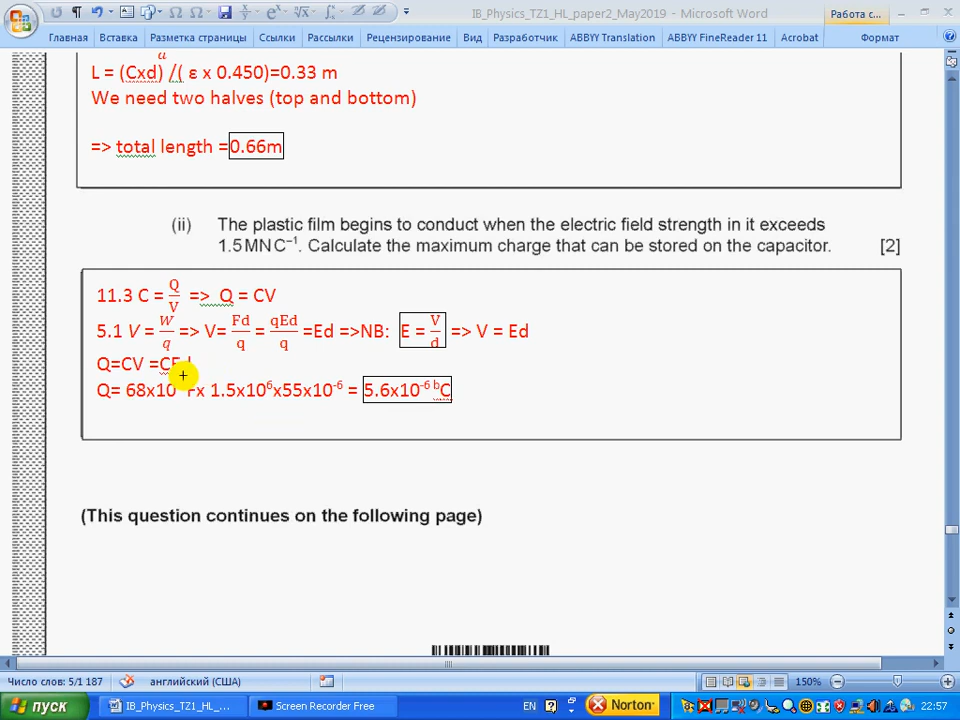 IB_Physics_TZ1_HL_paper2_May2019 - Microsoft Word
Работа с...
Главная Вставка Разметка страницы Ссылки Рассылки Рецензирование Вид Разработчик ABBYY Translation ABBYY FineReader 11 Acrobat Формат
L = (Cxd) /( ε x 0.450)=0.33 m
We need two halves (top and bottom)
=> total length =0.66m
(ii) The plastic film begins to conduct when the electric field strength in it exceeds
1.5 MN C⁻¹. Calculate the maximum charge that can be stored on the capacitor. [2]
11.3 C = Q/V => Q = CV
5.1 V = W/q => V= Fd/q = qEd/q =Ed =>NB: E = V/d => V = Ed
Q=CV =CEd
Q= 68x10 Fx 1.5x10⁶x55x10⁻⁶ = 5.6x10⁻⁶ ᵇC
(This question continues on the following page)
Число слов: 5/1 187 английский (США) 150%
пуск IB_Physics_TZ1_HL_... Screen Recorder Free EN Norton 22:57